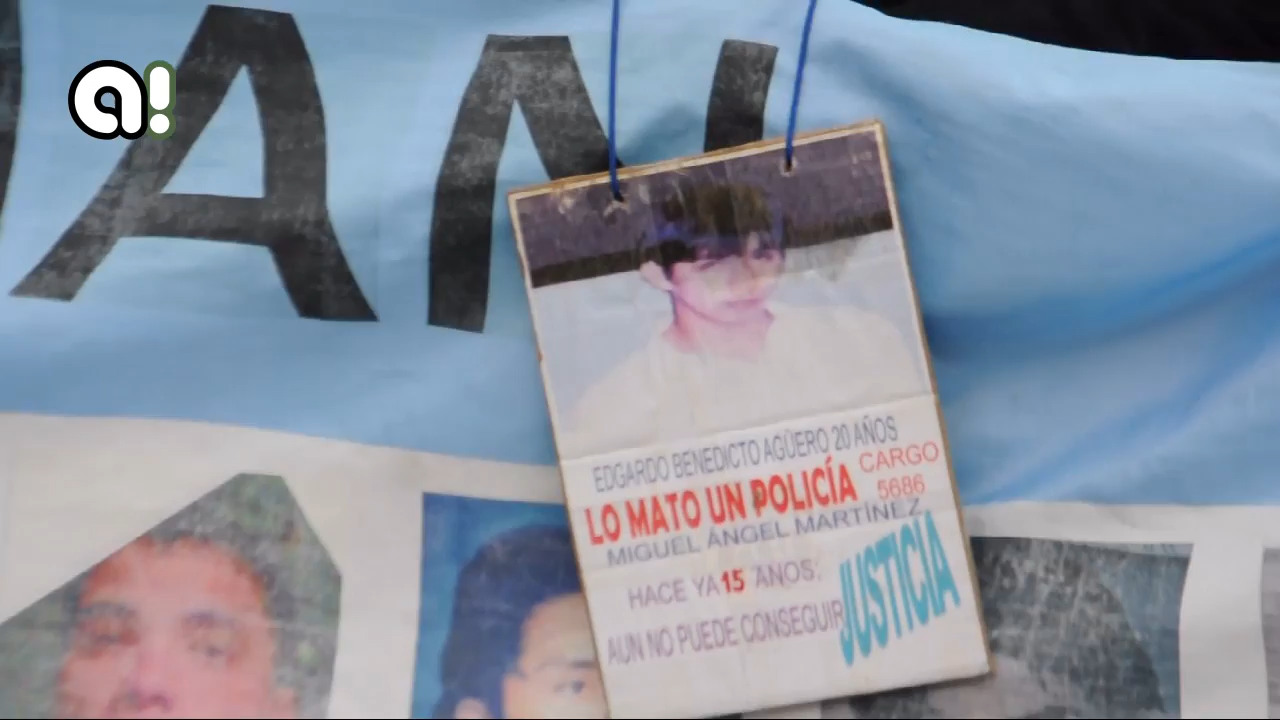 a!
AN
EDGARDO BENEDICTO AGÜERO 20 AÑOS
LO MATO UN POLICÍA
CARGO
5686
MIGUEL ÁNGEL MARTÍNEZ
HACE YA 15 AÑOS;
AUN NO PUEDE CONSEGUIR
JUSTICIA